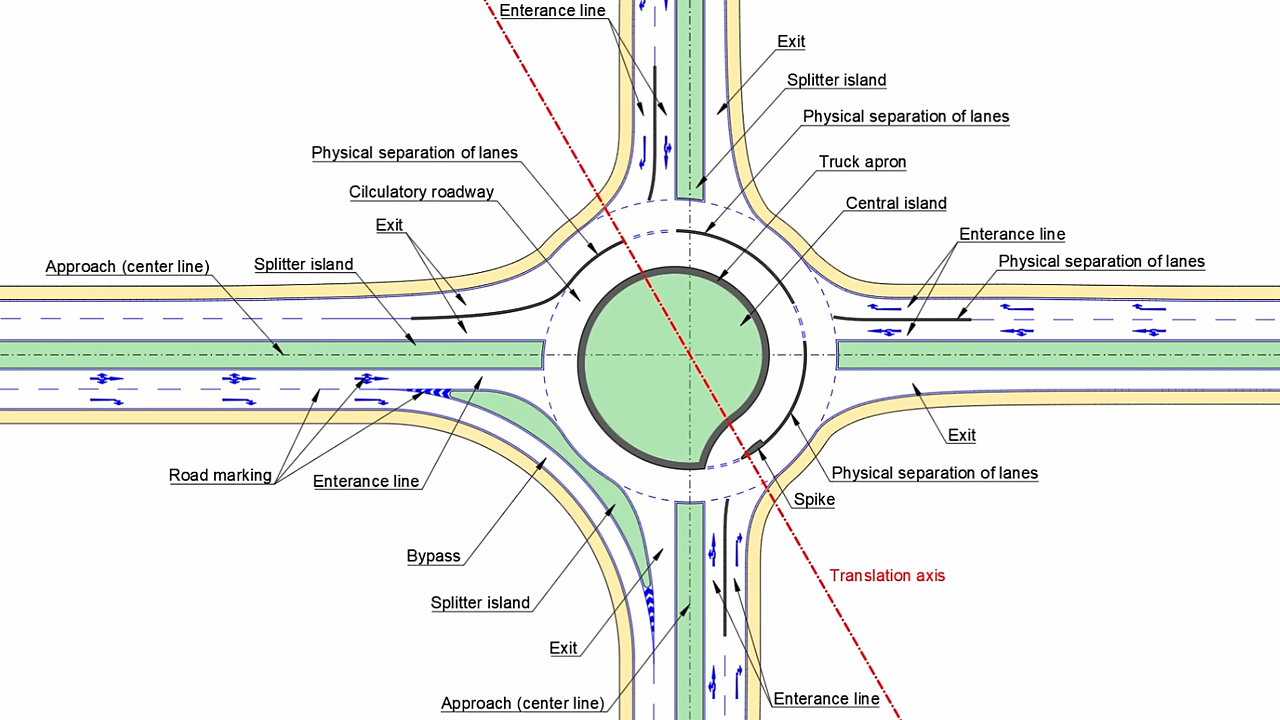 Enterance line
Exit
Splitter island
Physical separation of lanes
Physical separation of lanes
Truck apron
Cilculatory roadway
Central island
Exit
Enterance line
Approach (center line)
Splitter island
Physical separation of lanes
Exit
Road marking
Enterance line
Physical separation of lanes
Spike
Bypass
Translation axis
Splitter island
Exit
Approach (center line)
Enterance line